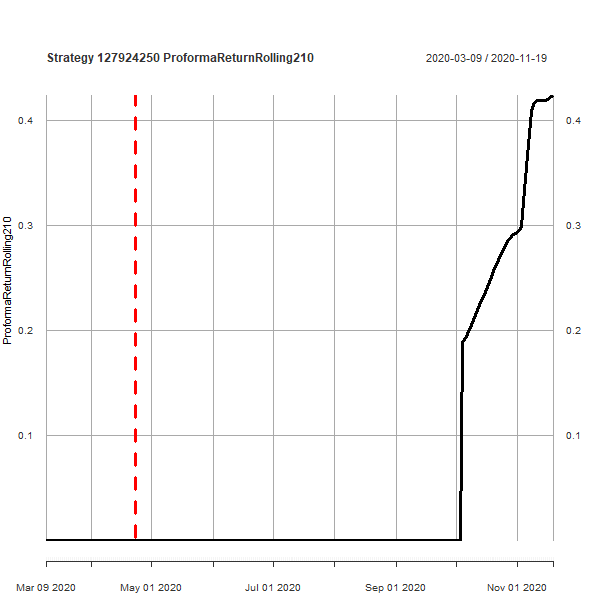 Strategy 127924250 ProformaReturnRolling210
2020-03-09 / 2020-11-19
ProformaReturnRolling210
0.4
0.4
0.3
0.3
0.2
0.2
0.1
0.1
Mar 09 2020
May 01 2020
Jul 01 2020
Sep 01 2020
Nov 01 2020